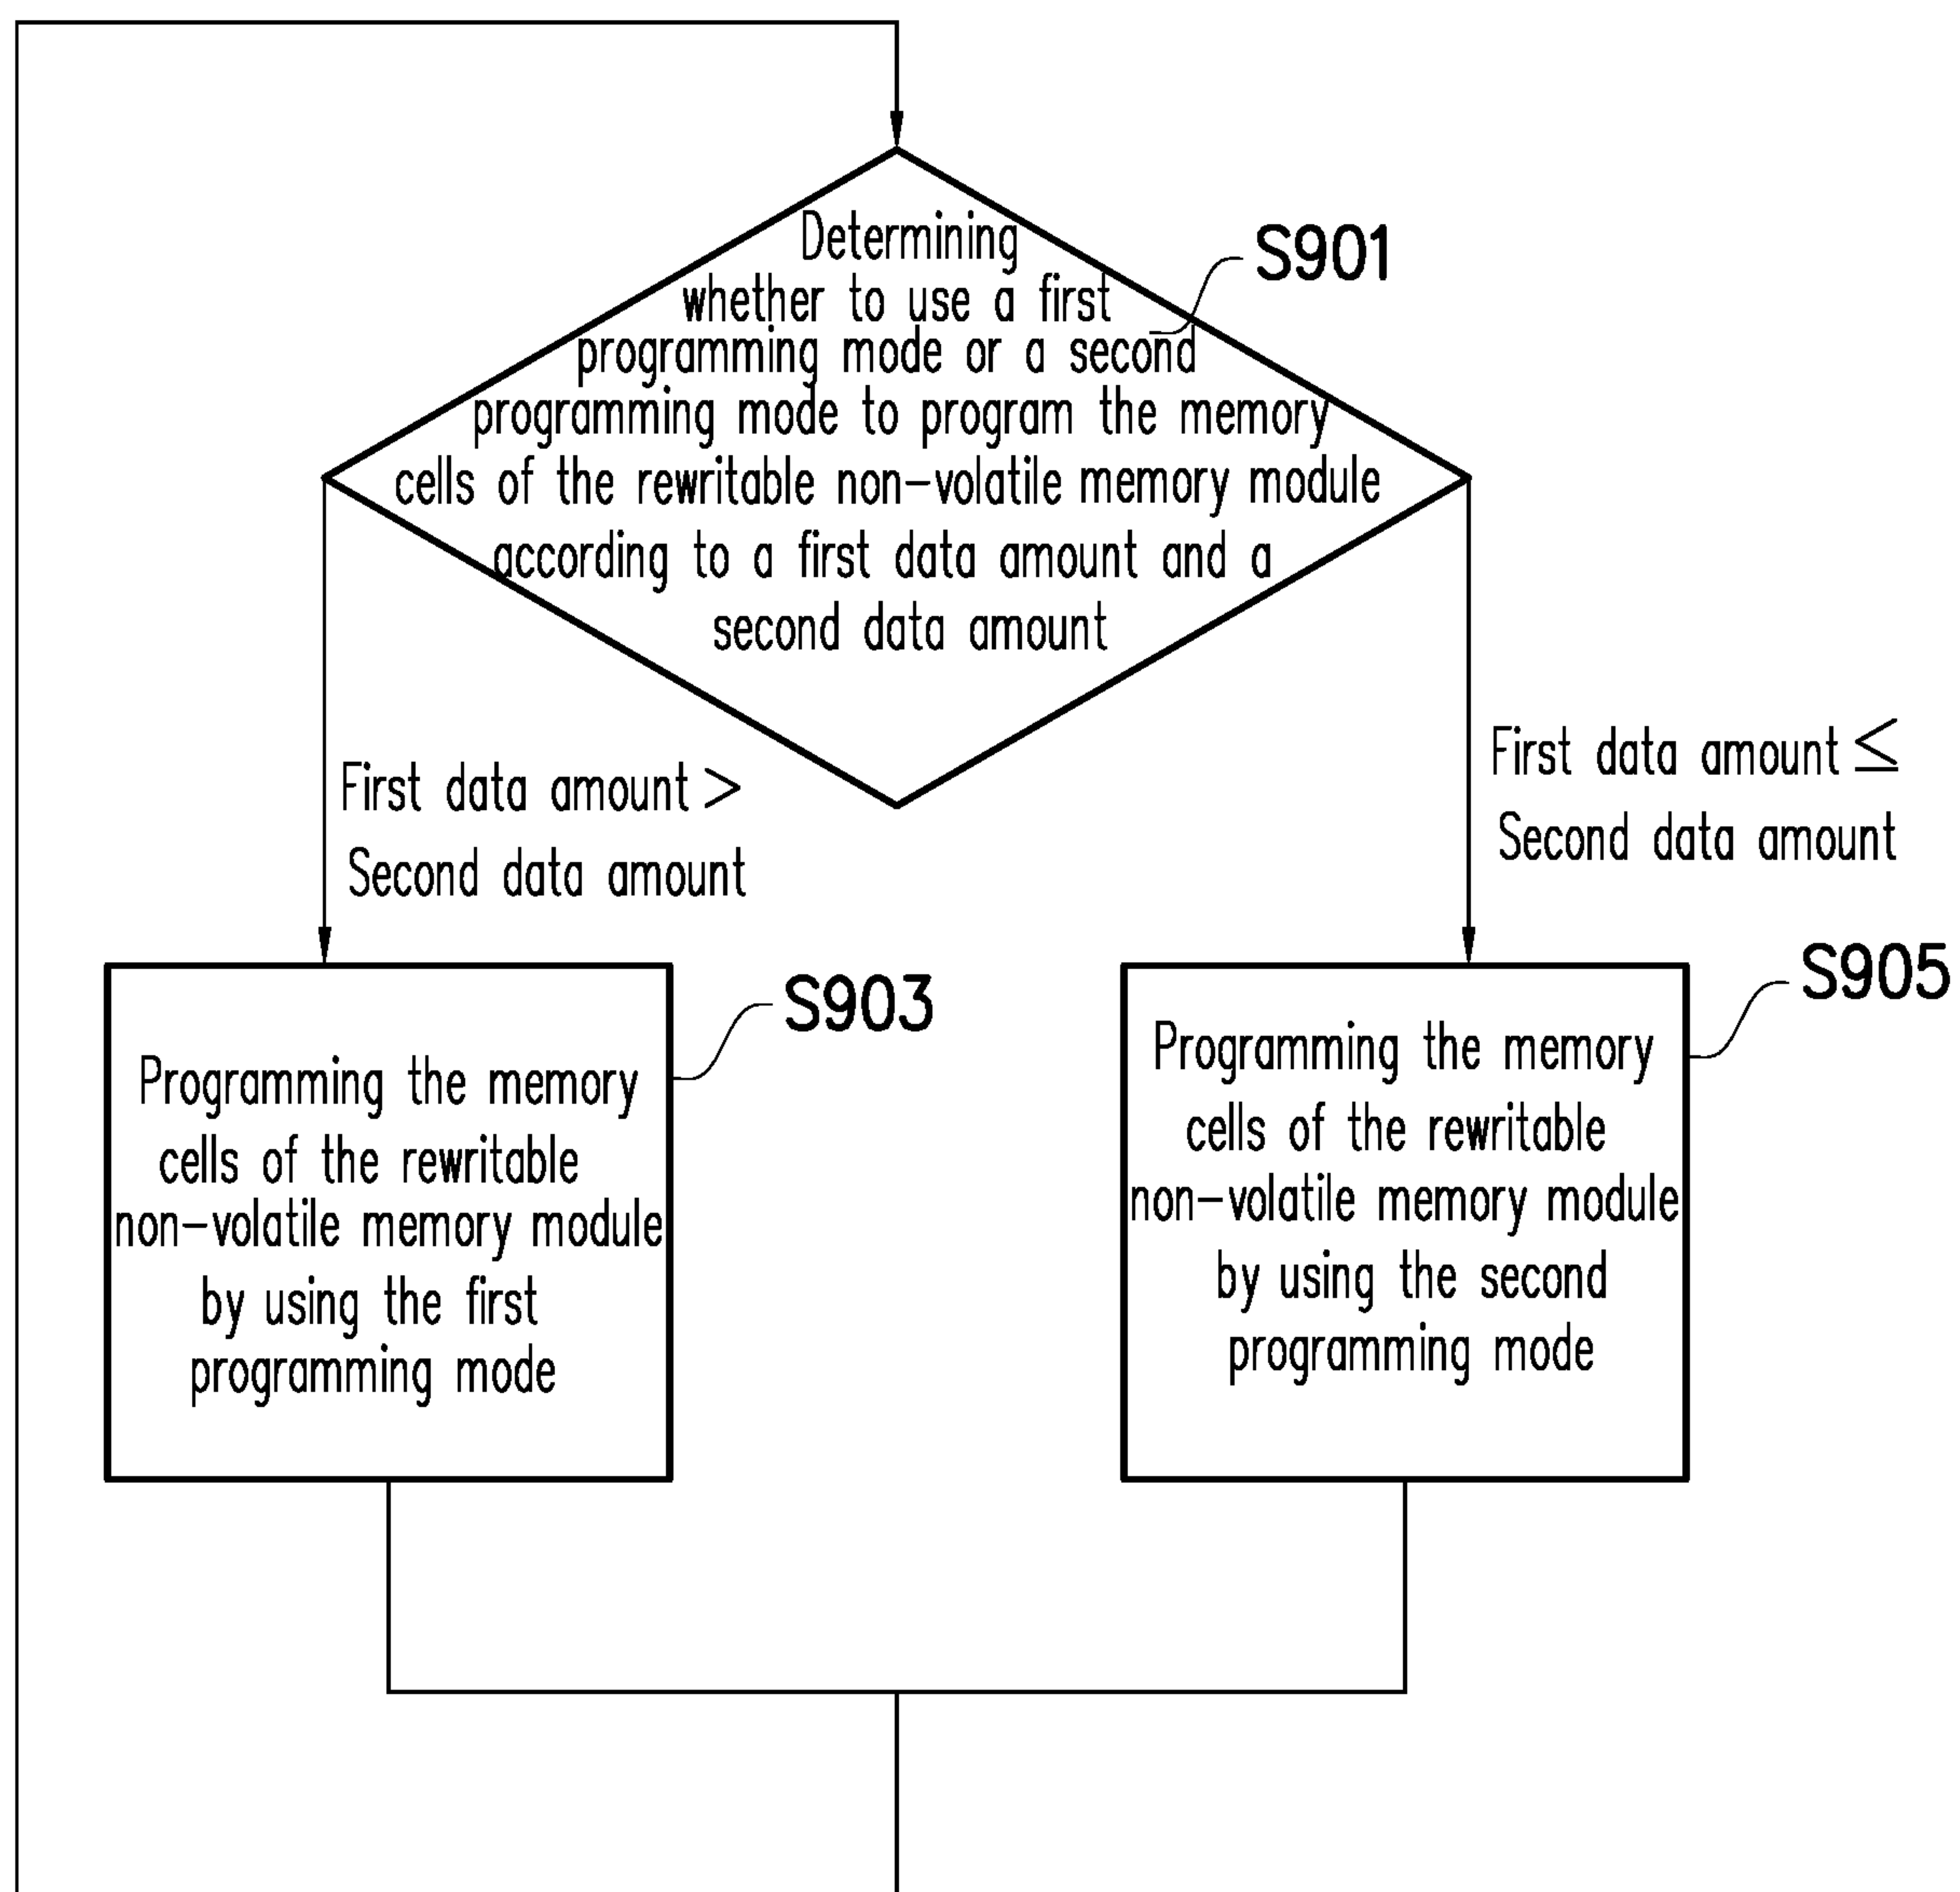 Determining
whether to use a first
programming mode or a second
programming mode to program the memory
cells of the rewritable non-volatile memory module
according to a first data amount and a
second data amount
S901
First data amount >
Second data amount
First data amount ≤
Second data amount
S903
Programming the memory
cells of the rewritable
non-volatile memory module
by using the first
programming mode
S905
Programming the memory
cells of the rewritable
non-volatile memory module
by using the second
programming mode